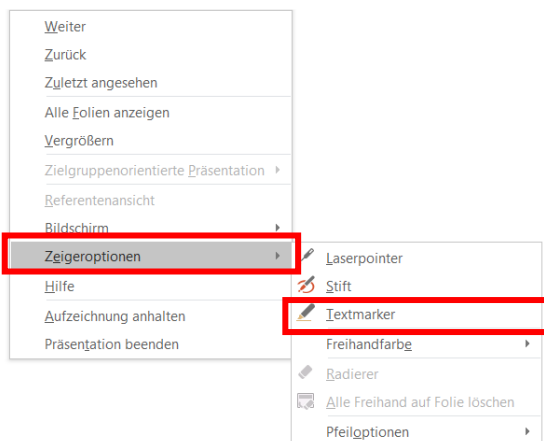 Weiter
Zurück
Zuletzt angesehen
Alle Folien anzeigen
Vergrößern
Zielgruppenorientierte Präsentation
Referentenansicht
Bildschirm
Zeigeroptionen
Hilfe
Aufzeichnung anhalten
Präsentation beenden
Laserpointer
Stift
Textmarker
Freihandfarbe
Radierer
Alle Freihand auf Folie löschen
Pfeiloptionen